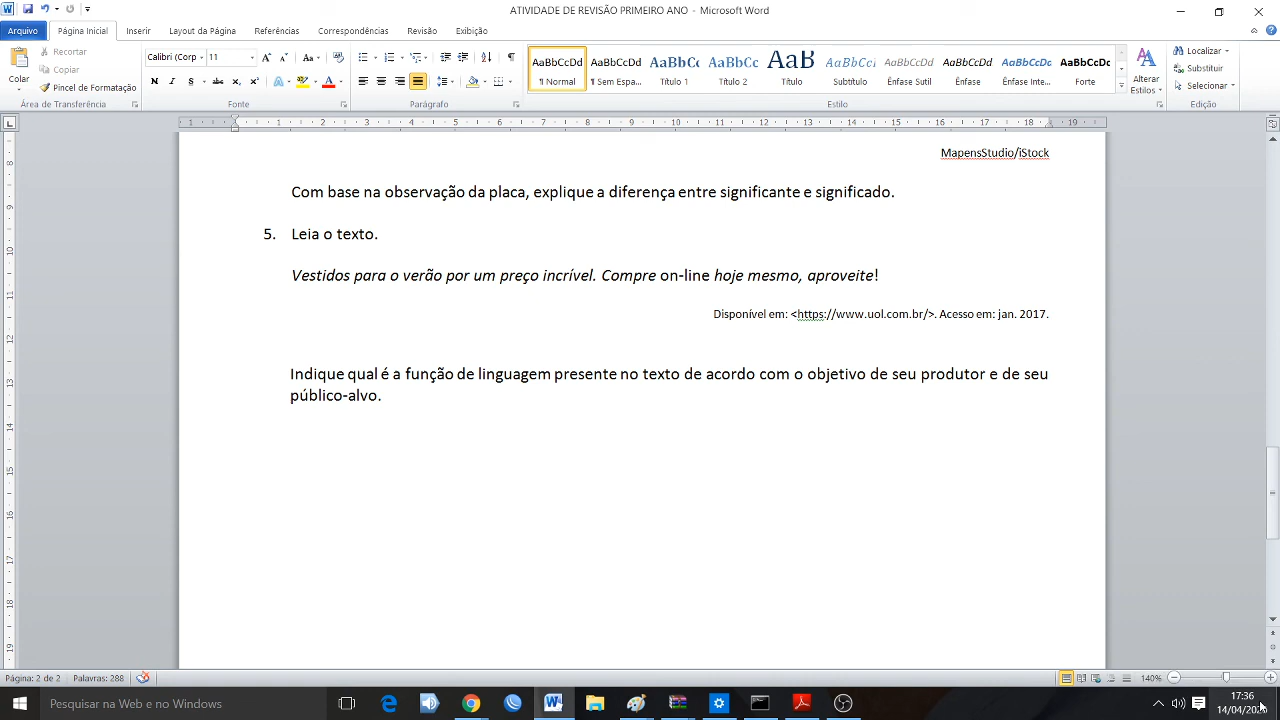 ATIVIDADE DE REVISÃO PRIMEIRO ANO - Microsoft Word
Arquivo Página Inicial Inserir Layout da Página Referências Correspondências Revisão Exibição
Colar
Recortar
Copiar
Pincel de Formatação
Área de Transferência
Calibri (Corp 11
Fonte
Parágrafo
AaBbCcDd AaBbCcDd AaBbCc AaBbCc AaB AaBbCcI AaBbCcDd AaBbCcDd AaBbCcDd AaBbCcDc
¶ Normal ¶ Sem Espa... Título 1 Título 2 Título Subtítulo Ênfase Sutil Ênfase Ênfase Inte... Forte
Estilo
Alterar Estilos
Localizar
Substituir
Selecionar
Edição
MapensStudio/iStock
Com base na observação da placa, explique a diferença entre significante e significado.
5. Leia o texto.
Vestidos para o verão por um preço incrível. Compre on-line hoje mesmo, aproveite!
Disponível em: <https://www.uol.com.br/>. Acesso em: jan. 2017.
Indique qual é a função de linguagem presente no texto de acordo com o objetivo de seu produtor e de seu
público-alvo.
Página: 2 de 2 Palavras: 288 140%
Pesquisar na Web e no Windows
17:36
14/04/20